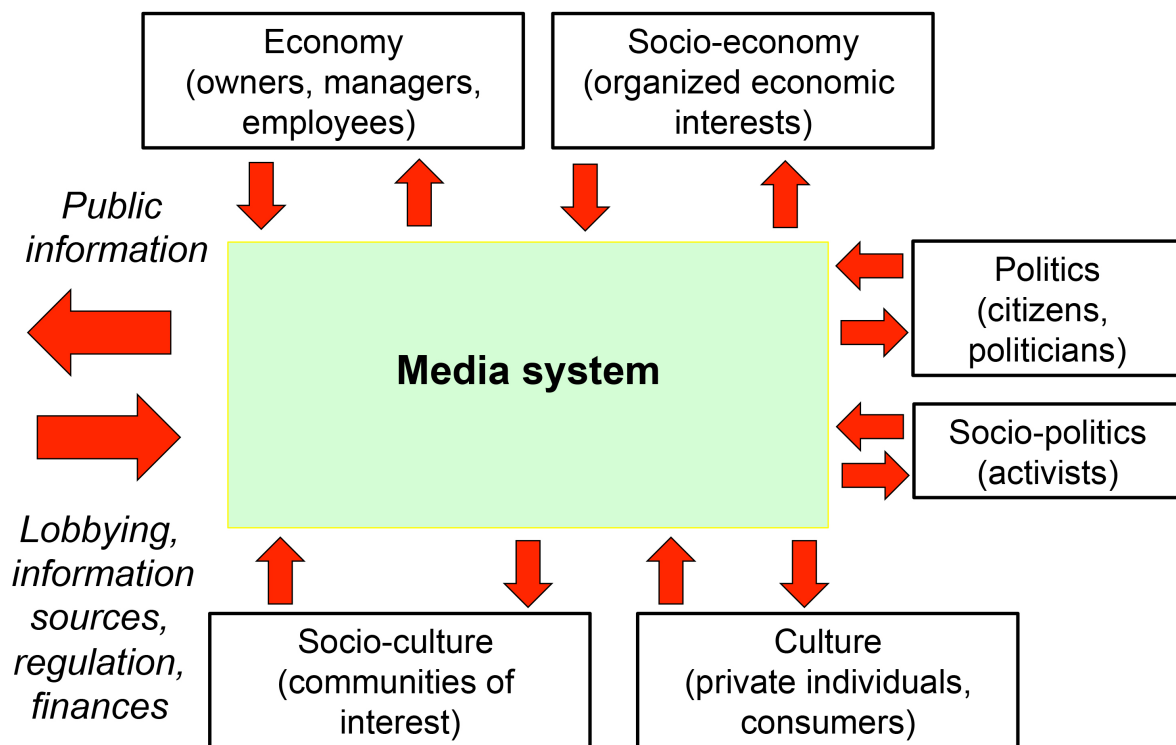 Economy
(owners, managers,
employees)
Socio-economy
(organized economic
interests)
Public
information
Politics
(citizens,
politicians)
Media system
Socio-politics
(activists)
Lobbying,
information
sources,
regulation,
finances
Socio-culture
(communities of
interest)
Culture
(private individuals,
consumers)